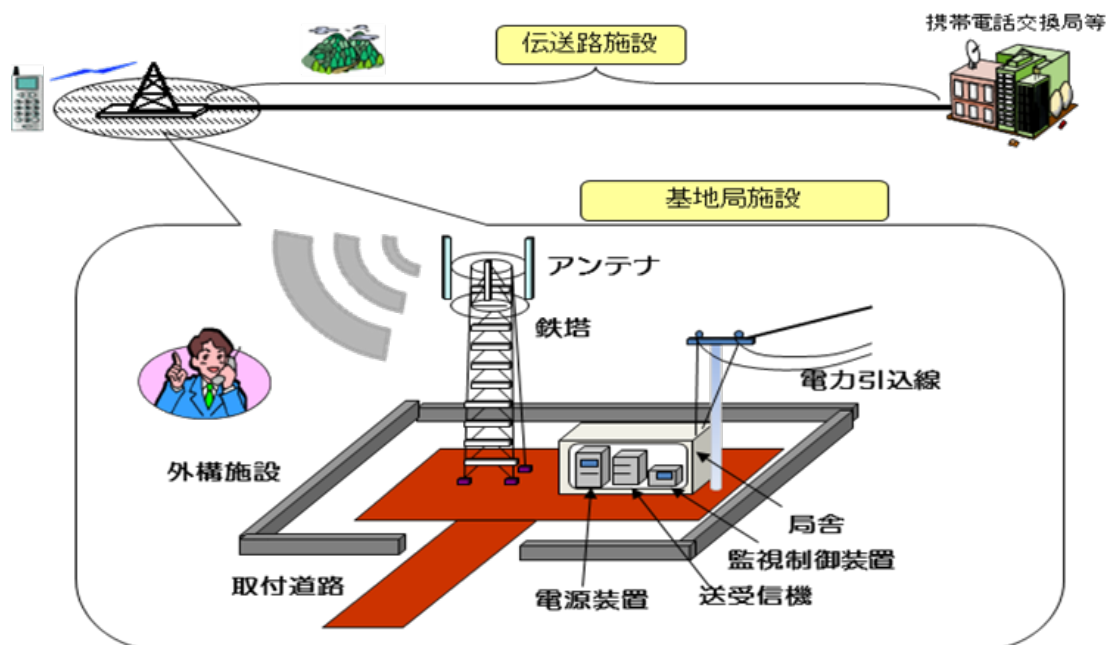 携帯電話交換局等
伝送路施設
基地局施設
アンテナ
鉄塔
電力引込線
外構施設
局舎
監視制御装置
取付道路
電源装置
送受信機